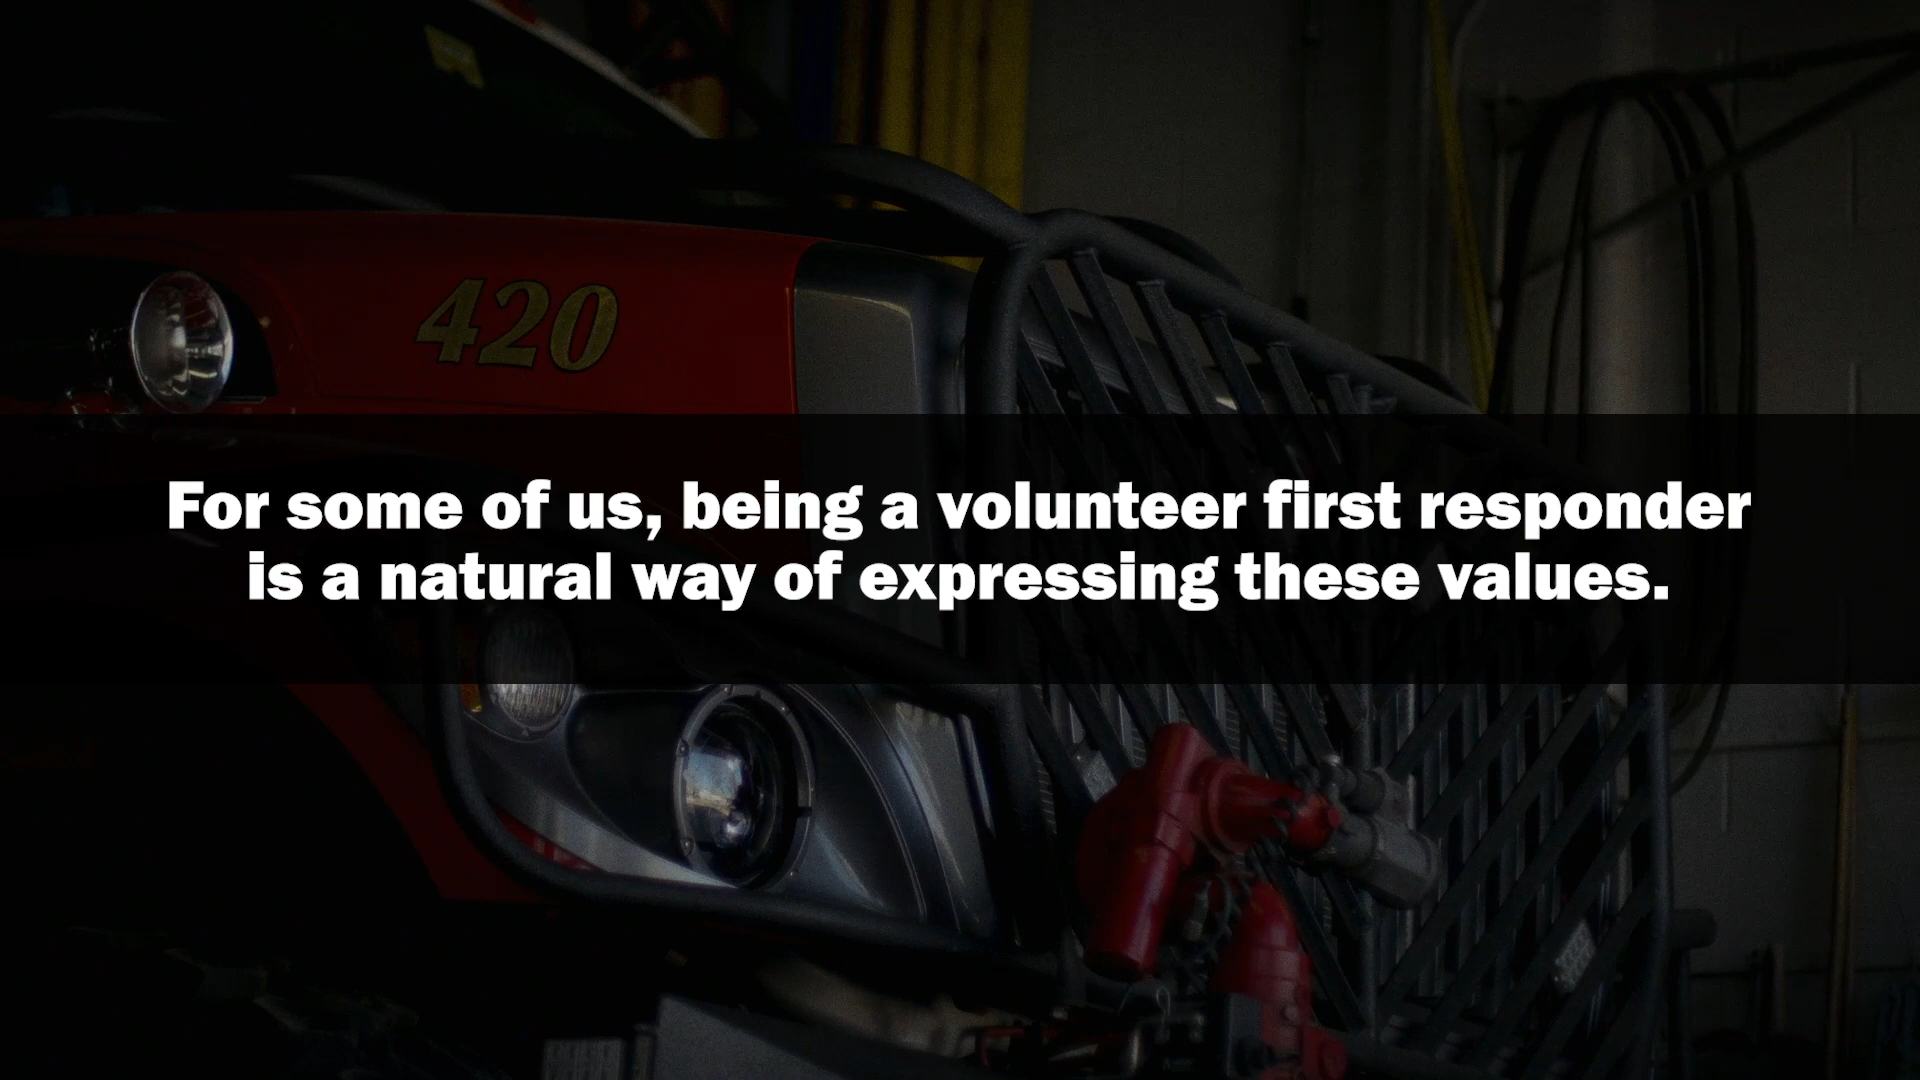 420
For some of us, being a volunteer first responder
is a natural way of expressing these values.